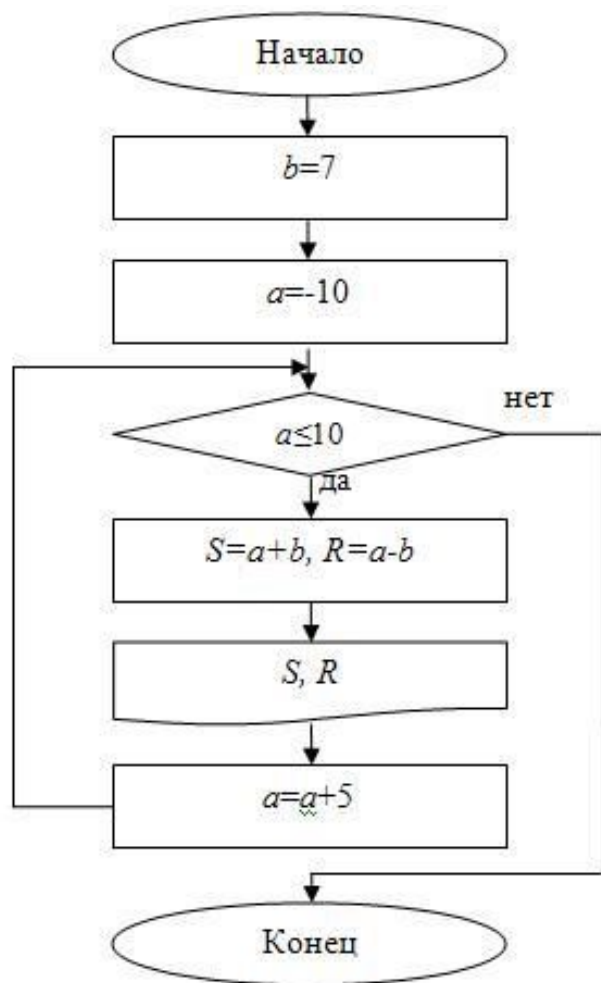 Начало
b=7
a=-10
a≤10
нет
да
S=a+b, R=a-b
S, R
a=a+5
Конец